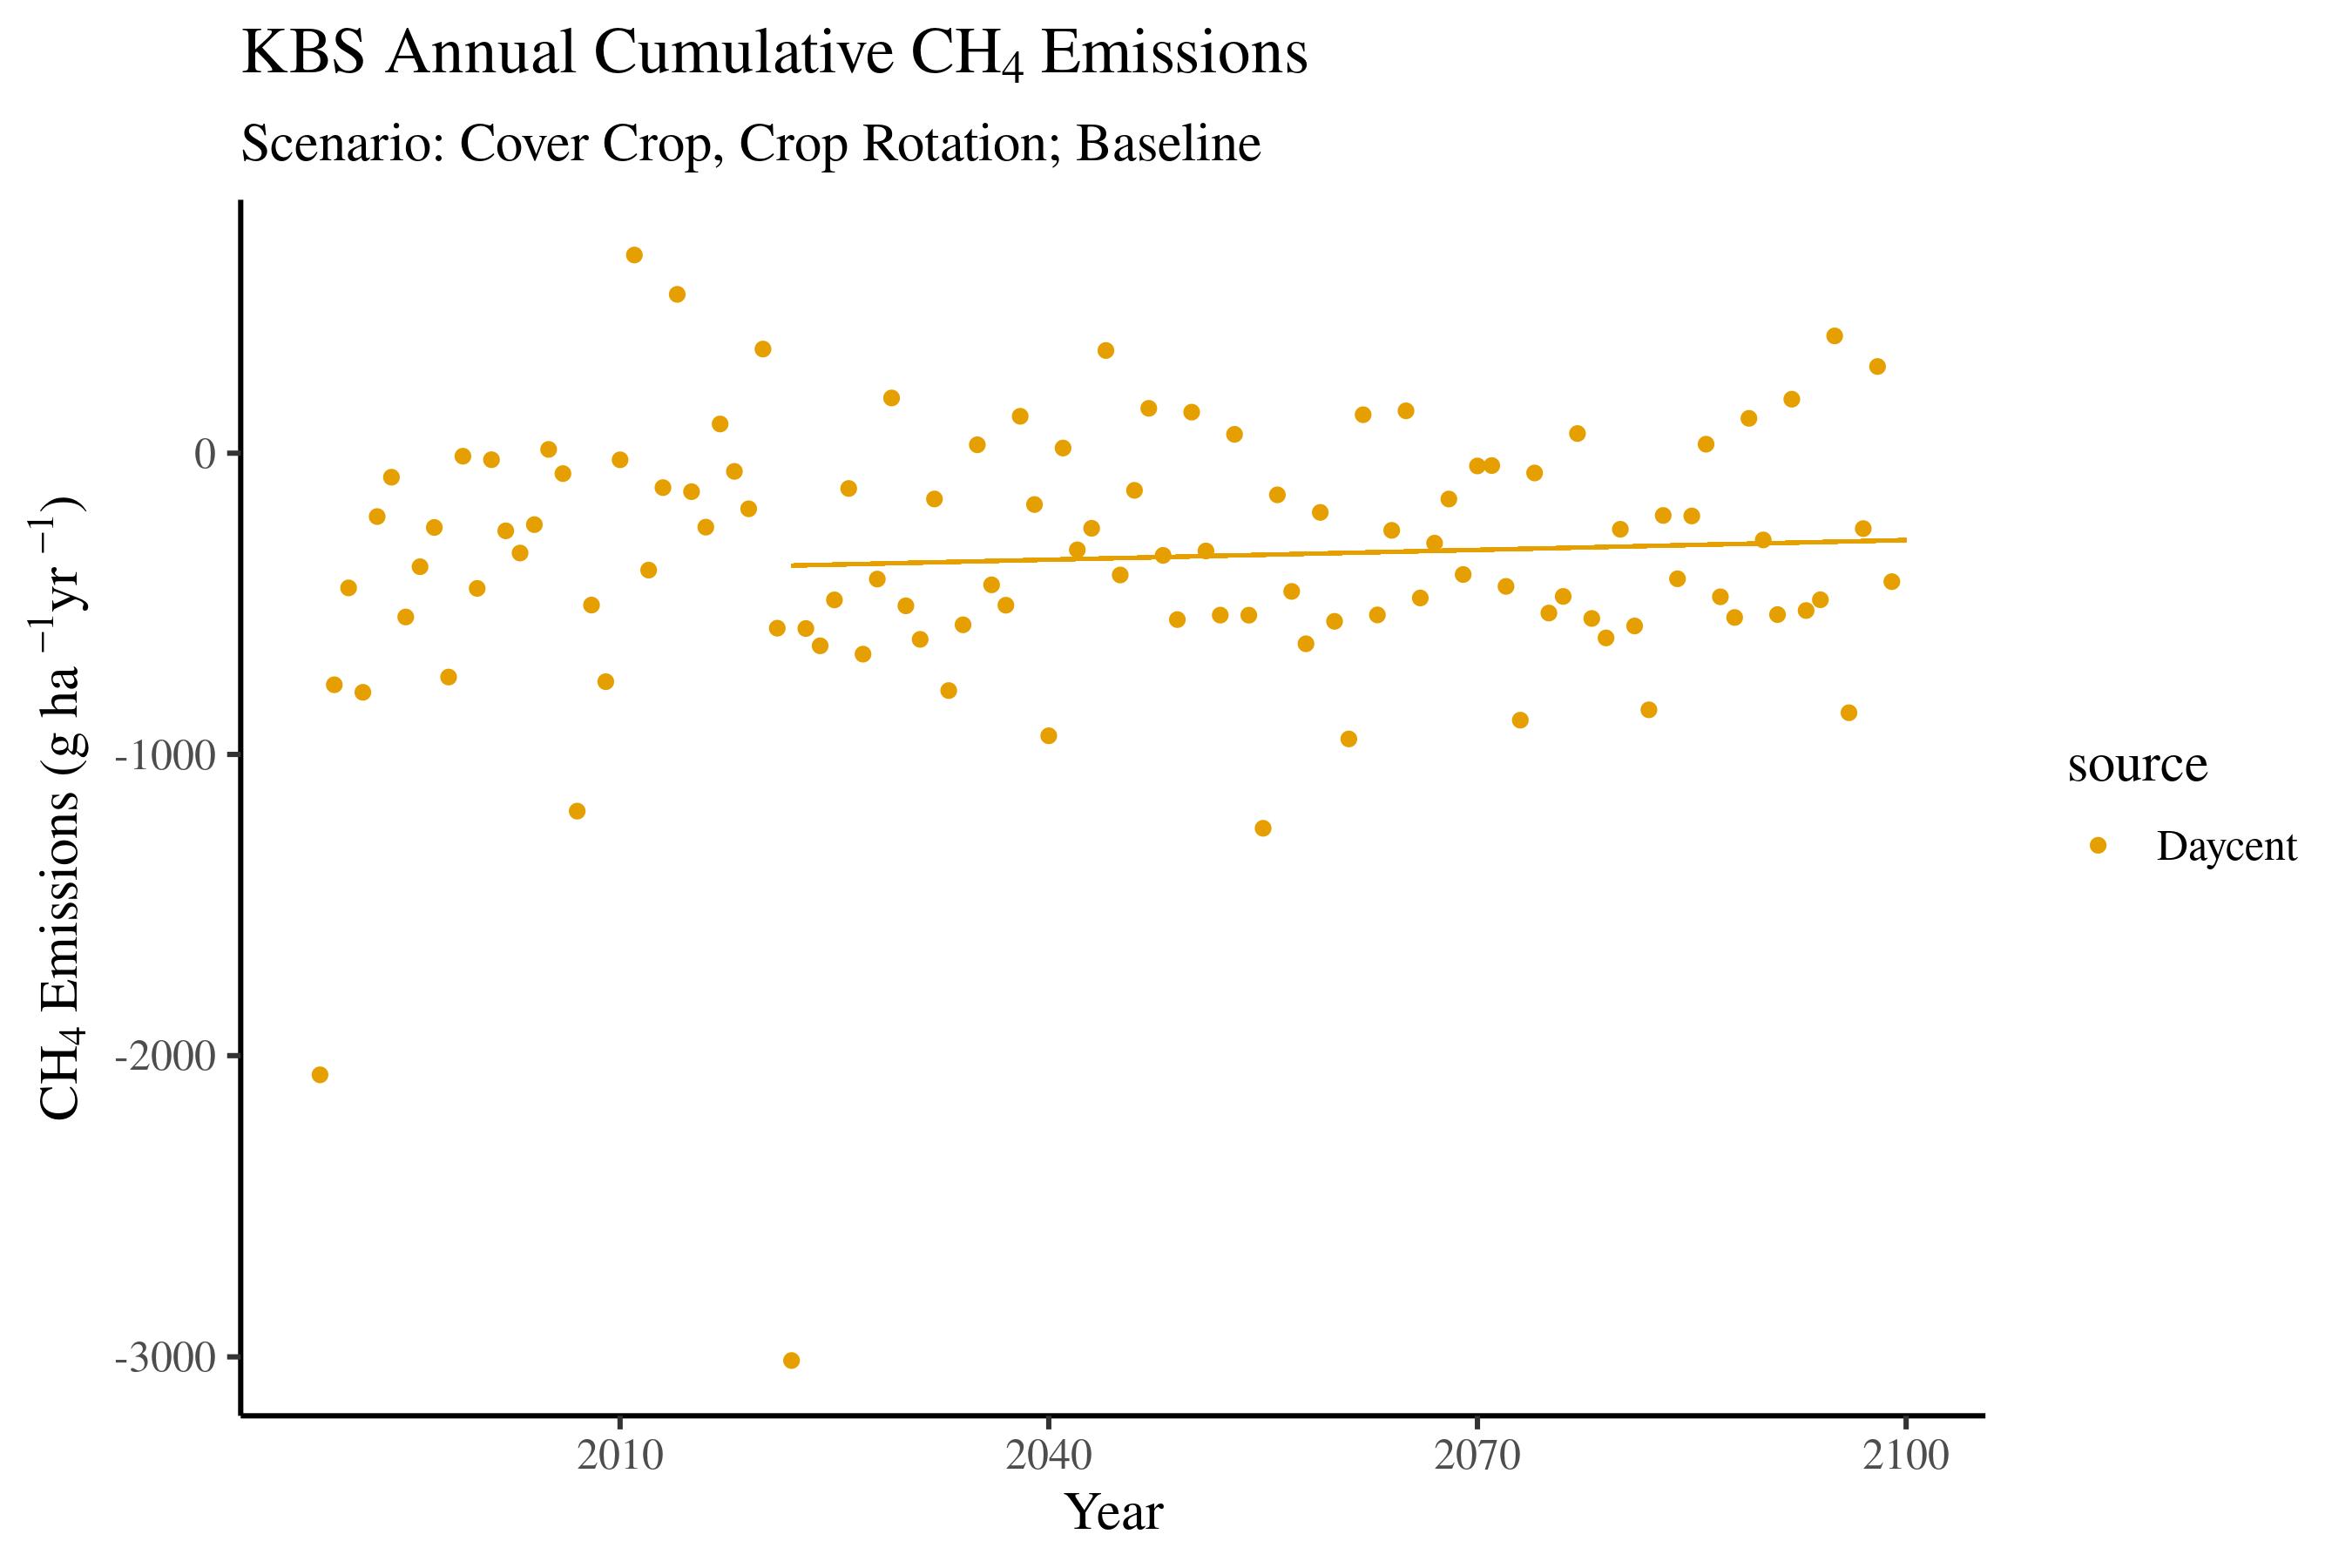 KBS Annual Cumulative CH₄ Emissions
Scenario: Cover Crop, Crop Rotation; Baseline
CH₄ Emissions (g ha ⁻¹yr ⁻¹)
0
-1000
-2000
-3000
2010 2040 2070 2100
Year
source
Daycent